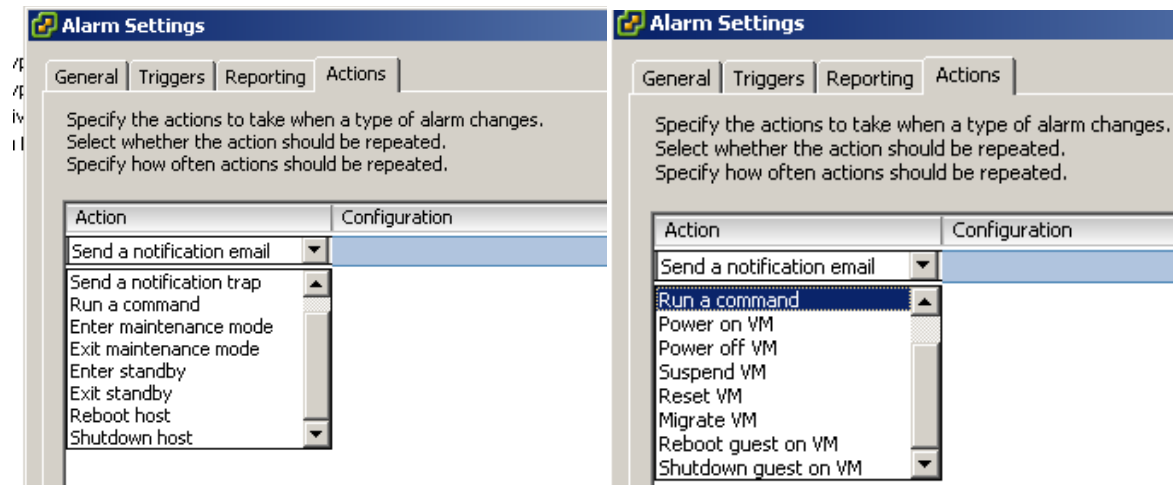 Alarm Settings
General Triggers Reporting Actions
Specify the actions to take when a type of alarm changes.
Select whether the action should be repeated.
Specify how often actions should be repeated.
Action Configuration
Send a notification email
Send a notification trap
Run a command
Enter maintenance mode
Exit maintenance mode
Enter standby
Exit standby
Reboot host
Shutdown host
Alarm Settings
General Triggers Reporting Actions
Specify the actions to take when a type of alarm changes.
Select whether the action should be repeated.
Specify how often actions should be repeated.
Action Configuration
Send a notification email
Run a command
Power on VM
Power off VM
Suspend VM
Reset VM
Migrate VM
Reboot guest on VM
Shutdown guest on VM